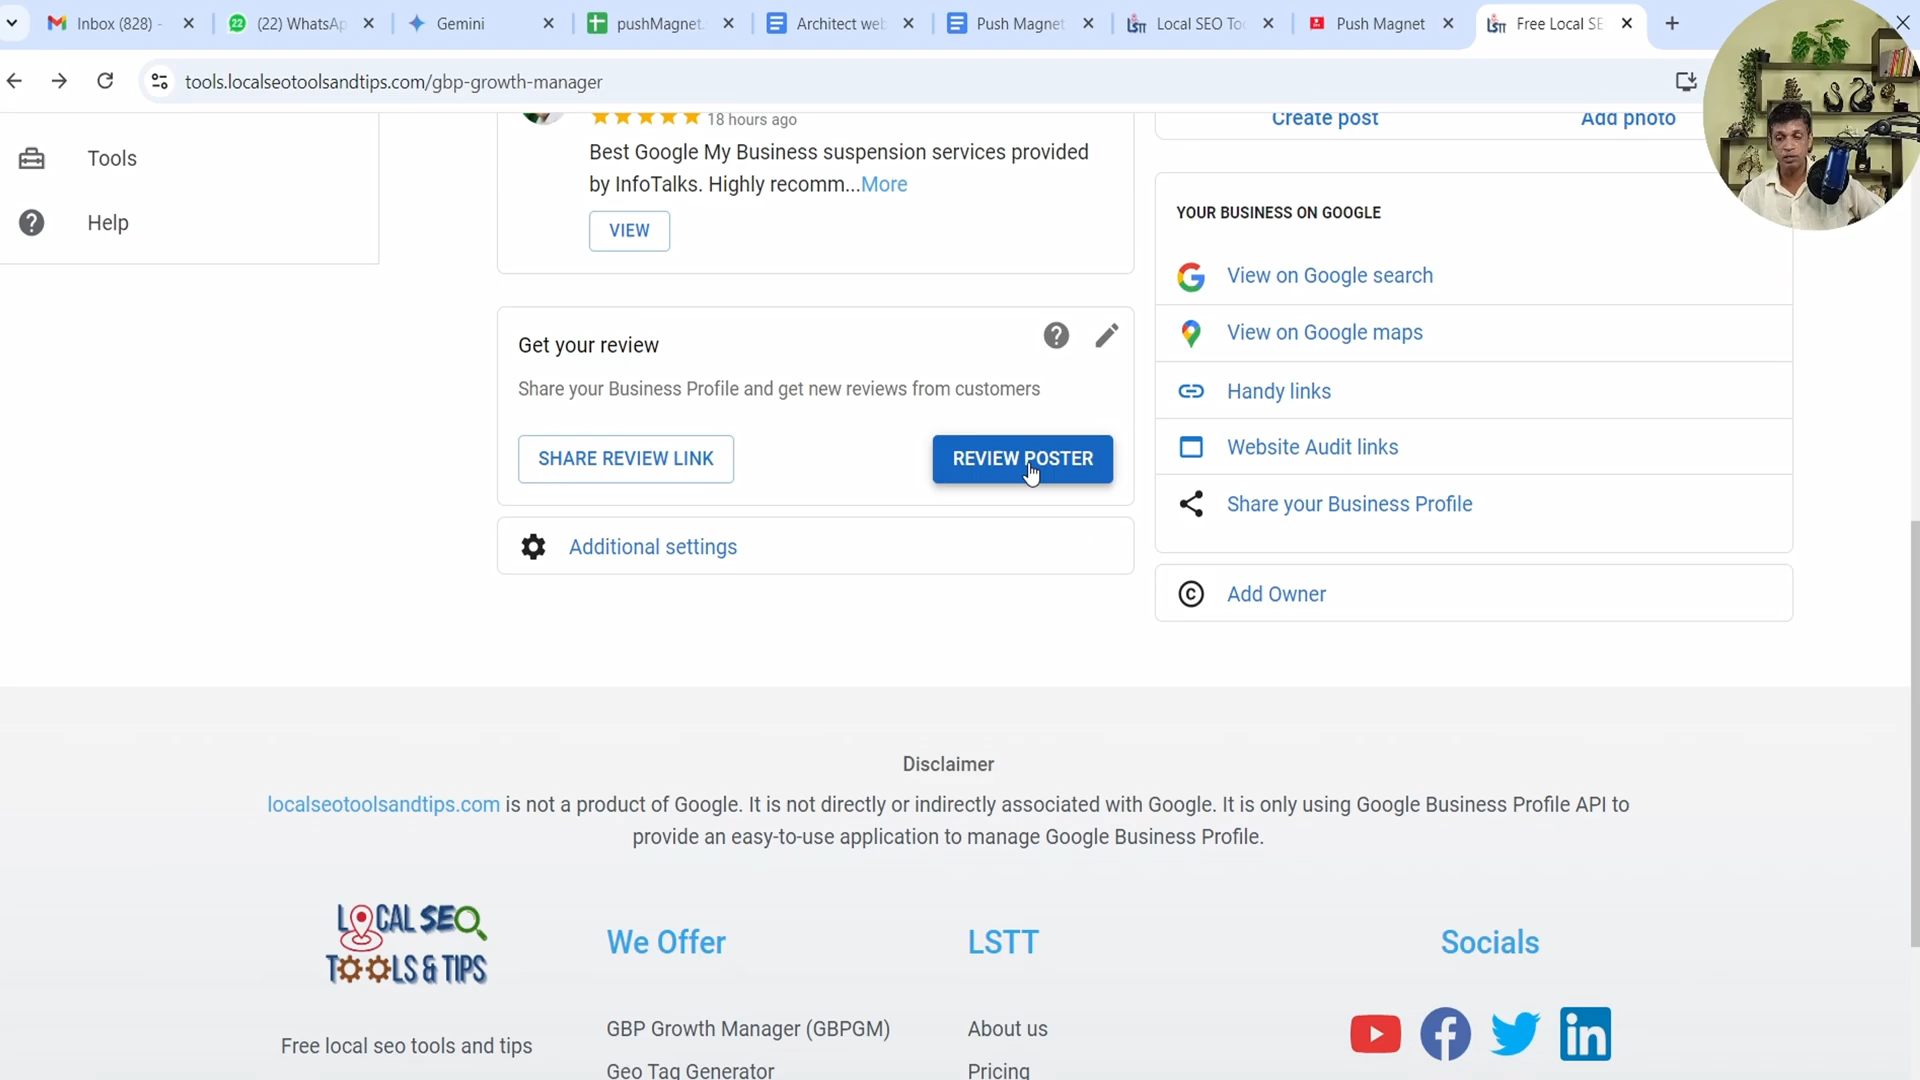 Inbox (828) -
(22) WhatsAp
Gemini
pushMagnet.
Architect web
Push Magnet
Local SEO Too
Push Magnet
Free Local SE
tools.localseotoolsandtips.com/gbp-growth-manager
Tools
Help
18 hours ago
Best Google My Business suspension services provided
by InfoTalks. Highly recomm...More
VIEW
Get your review
Share your Business Profile and get new reviews from customers
SHARE REVIEW LINK
REVIEW POSTER
Additional settings
Create post
Add photo
YOUR BUSINESS ON GOOGLE
View on Google search
View on Google maps
Handy links
Website Audit links
Share your Business Profile
Add Owner
Disclaimer
localseotoolsandtips.com is not a product of Google. It is not directly or indirectly associated with Google. It is only using Google Business Profile API to
provide an easy-to-use application to manage Google Business Profile.
LOCAL SEO
TOOLS & TIPS
Free local seo tools and tips
We Offer
GBP Growth Manager (GBPGM)
Geo Tag Generator
LSTT
About us
Pricing
Socials